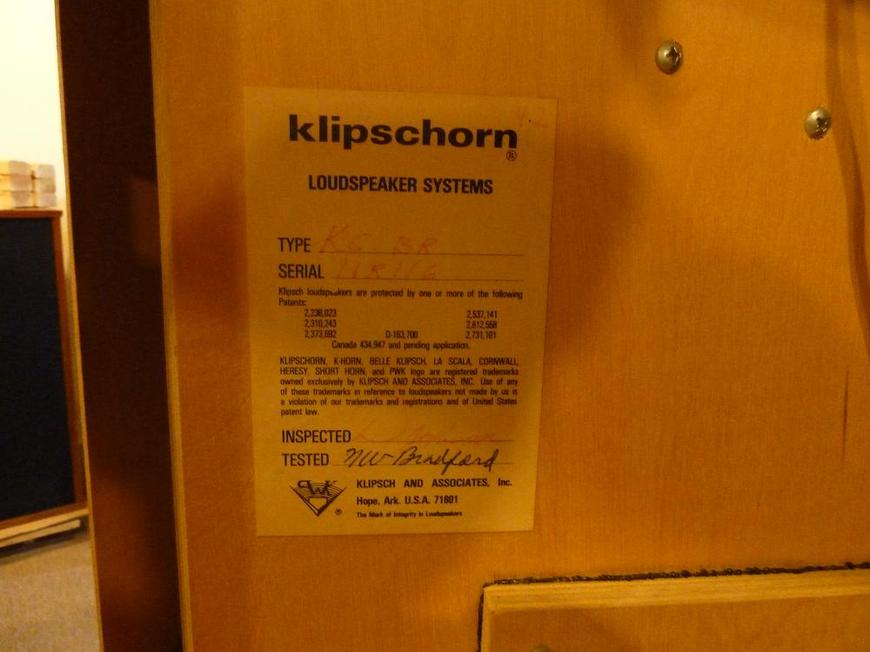 klipschorn®
LOUDSPEAKER SYSTEMS
TYPE BR
SERIAL
Klipsch loudspeakers are protected by one or more of the following
Patents:
2,238,023 2,537,141
2,310,243 2,812,558
2,373,692 D-163,700 2,731,101
Canada 434,947 and pending application.
KLIPSCHORN, K-HORN, BELLE KLIPSCH, LA SCALA, CORNWALL,
HERESY, SHORT HORN, and PWK logo are registered trademarks
owned exclusively by KLIPSCH AND ASSOCIATES, INC. Use of any
of these trademarks in reference to loudspeakers not made by us is
a violation of our trademarks and registrations and of United States
patent law.
INSPECTED
TESTED NW Bradford
PWK ®
KLIPSCH AND ASSOCIATES, Inc.
Hope, Ark. U.S.A. 71801
The Mark of Integrity in Loudspeakers